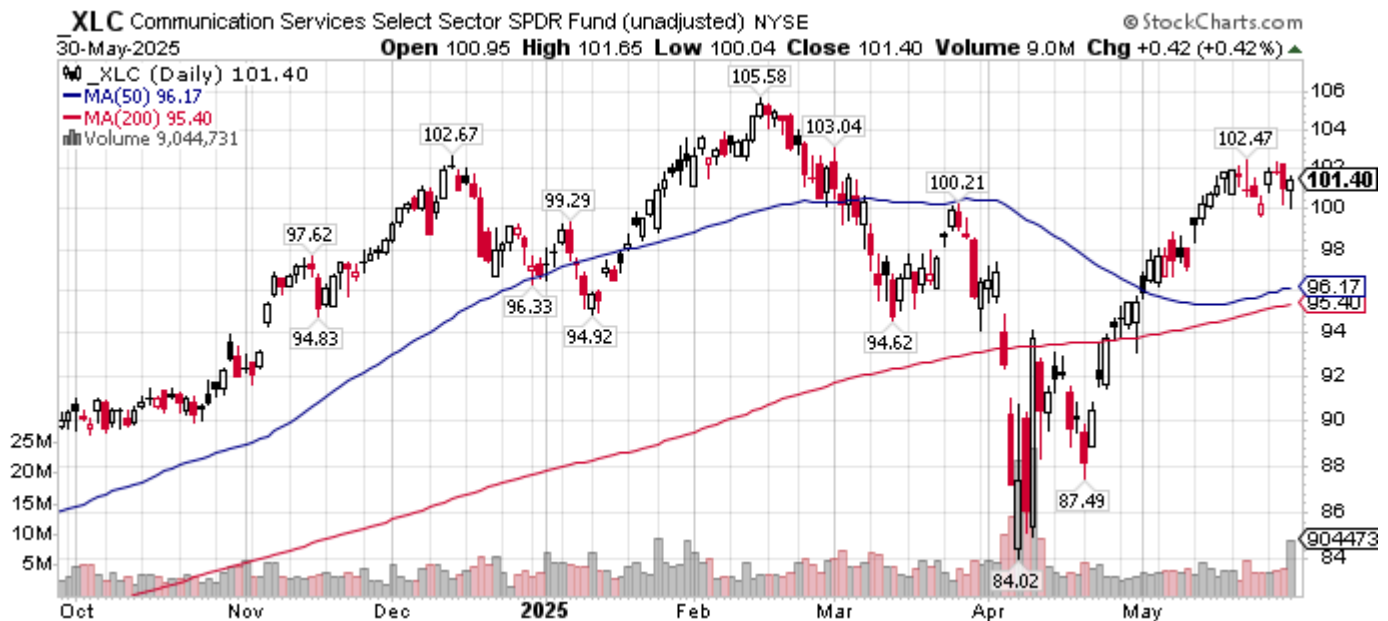 _XLC Communication Services Select Sector SPDR Fund (unadjusted) NYSE © StockCharts.com
30-May-2025 Open 100.95 High 101.65 Low 100.04 Close 101.40 Volume 9.0M Chg +0.42 (+0.42%)
_XLC (Daily) 101.40
MA(50) 96.17
MA(200) 95.40
Volume 9,044,731
105.58
102.67
103.04
102.47
100.21
99.29
97.62
96.33
94.83
94.92
94.62
87.49
84.02
106
104
102
101.40
100
98
96.17
95.40
94
92
90
88
86
904473
84
25M
20M
15M
10M
5M
Oct Nov Dec 2025 Feb Mar Apr May